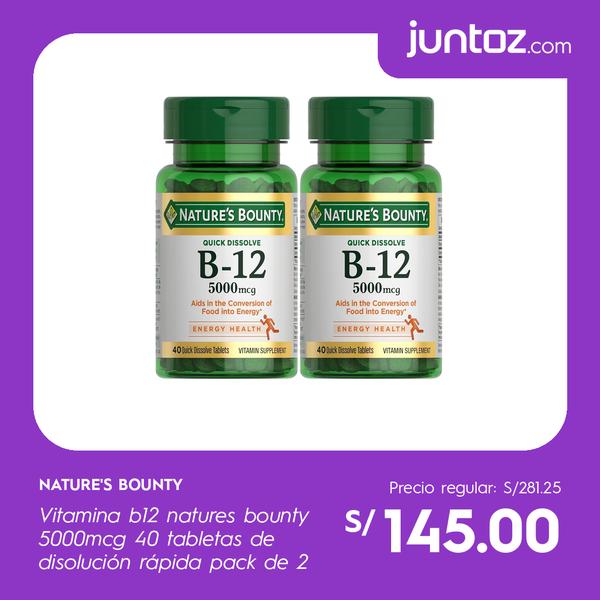 juntoz.com
NATURE'S BOUNTY®
QUICK DISSOLVE
B-12
5000mcg
Aids in the Conversion of
Food into Energy*
ENERGY HEALTH
40 Quick Dissolve Tablets VITAMIN SUPPLEMENT
NATURE'S BOUNTY®
QUICK DISSOLVE
B-12
5000mcg
Aids in the Conversion of
Food into Energy*
ENERGY HEALTH
40 Quick Dissolve Tablets VITAMIN SUPPLEMENT
NATURE'S BOUNTY
Vitamina b12 natures bounty
5000mcg 40 tabletas de
disolución rápida pack de 2
Precio regular: S/281.25
S/145.00